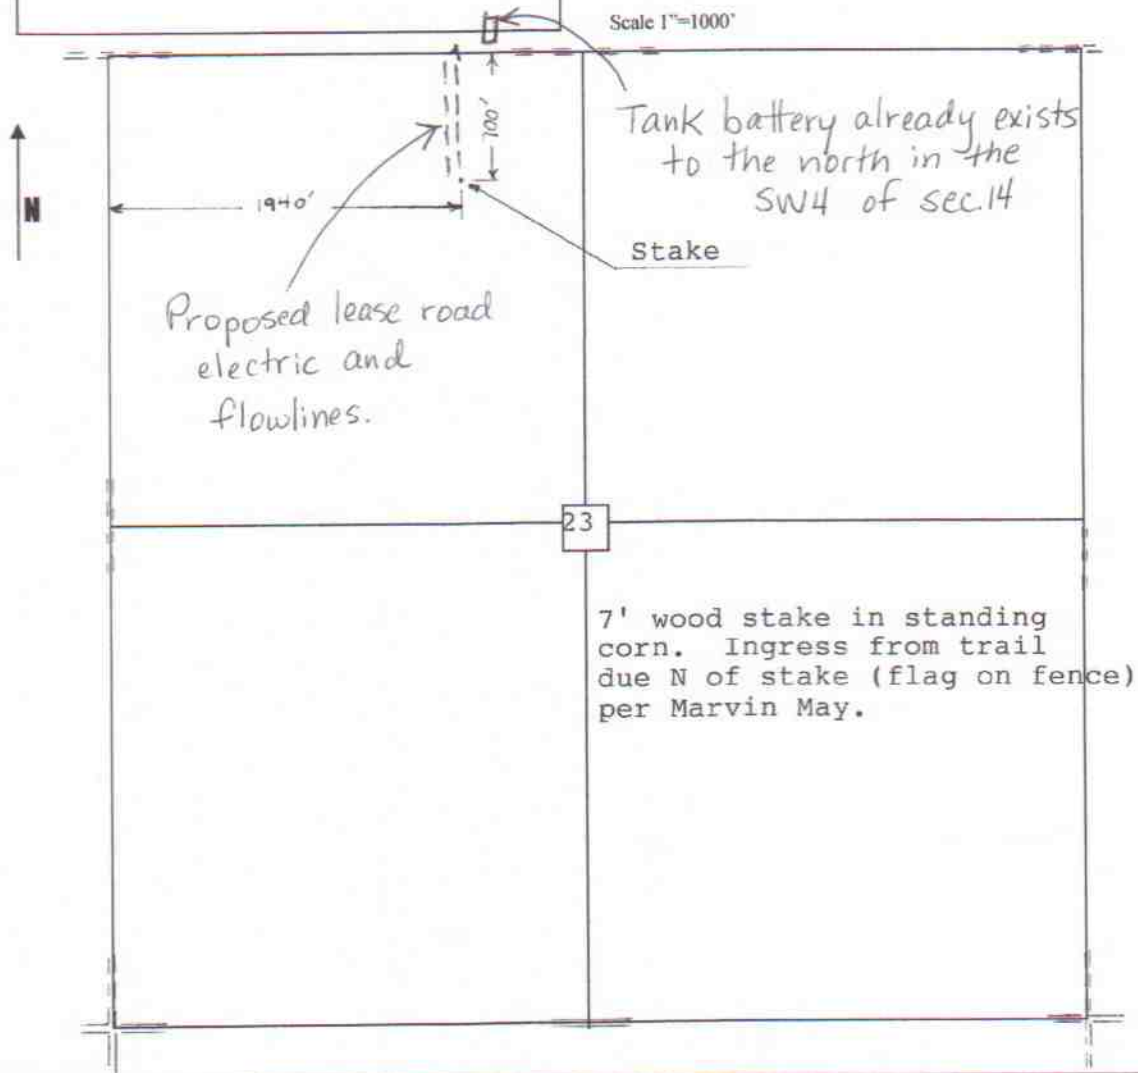 Scale 1"=1000'
Tank battery already exists
to the north in the
SW4 of sec.14
700'
N
1940'
Stake
Proposed lease road
electric and
flowlines.
23
7' wood stake in standing
corn. Ingress from trail
due N of stake (flag on fence)
per Marvin May.